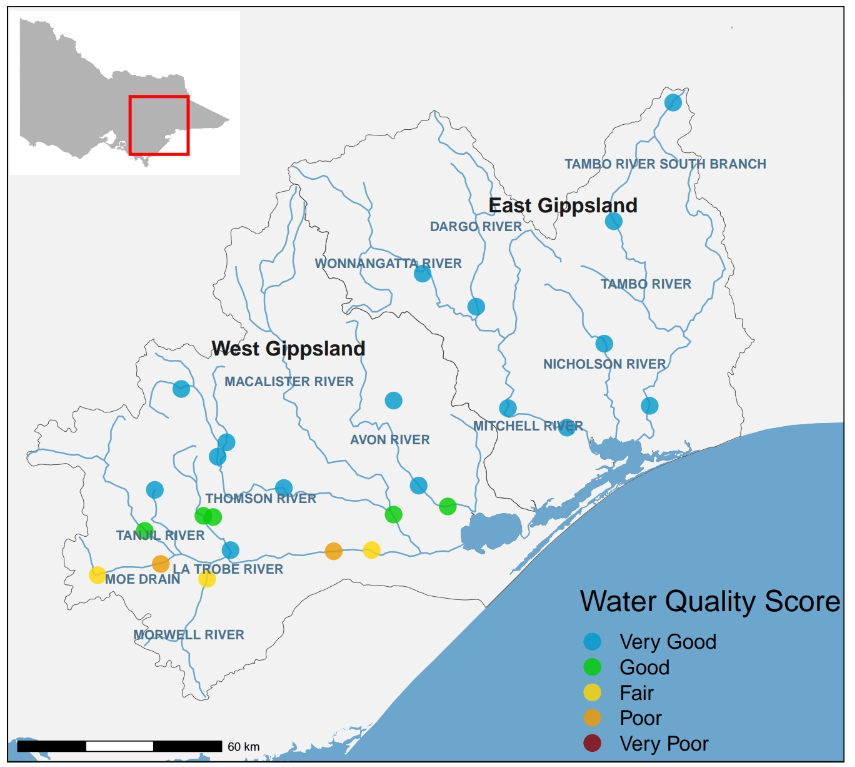 TAMBO RIVER SOUTH BRANCH
East Gippsland
DARGO RIVER
WONNANGATTA RIVER
TAMBO RIVER
West Gippsland
NICHOLSON RIVER
MACALISTER RIVER
MITCHELL RIVER
AVON RIVER
THOMSON RIVER
TANJIL RIVER
LA TROBE RIVER
MOE DRAIN
MORWELL RIVER
Water Quality Score
Very Good
Good
Fair
Poor
Very Poor
60 km